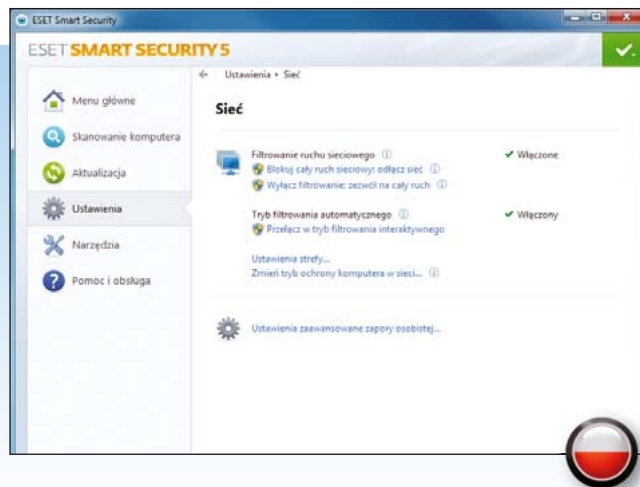 ESET Smart Security
ESET SMART SECURITY 5
Ustawienia ▸ Sieć
Menu główne
Skanowanie komputera
Aktualizacja
Ustawienia
Narzędzia
Pomoc i obsługa
Sieć
Filtrowanie ruchu sieciowego Włączone
Blokuj cały ruch sieciowy: odłącz sieć
Wyłącz filtrowanie: zezwól na cały ruch
Tryb filtrowania automatycznego Włączony
Przełącz w tryb filtrowania interaktywnego
Ustawienia strefy...
Zmień tryb ochrony komputera w sieci...
Ustawienia zaawansowane zapory osobistej...